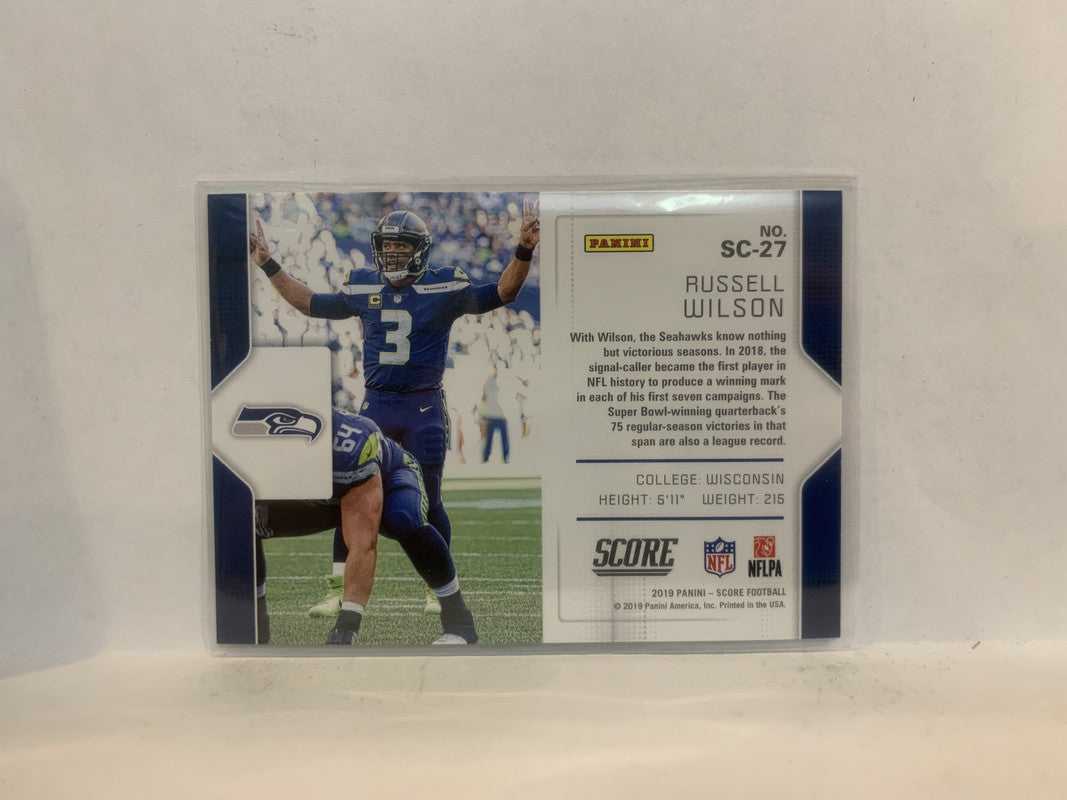 PANINI
NO.
SC-27
RUSSELL
WILSON
With Wilson, the Seahawks know nothing
but victorious seasons. In 2018, the
signal-caller became the first player in
NFL history to produce a winning mark
in each of his first seven campaigns. The
Super Bowl-winning quarterback's
75 regular-season victories in that
span are also a league record.
COLLEGE: WISCONSIN
HEIGHT: 5'11" WEIGHT: 215
SCORE
NFL
NFLPA
2019 PANINI – SCORE FOOTBALL
© 2019 Panini America, Inc. Printed in the USA.
3
C
64